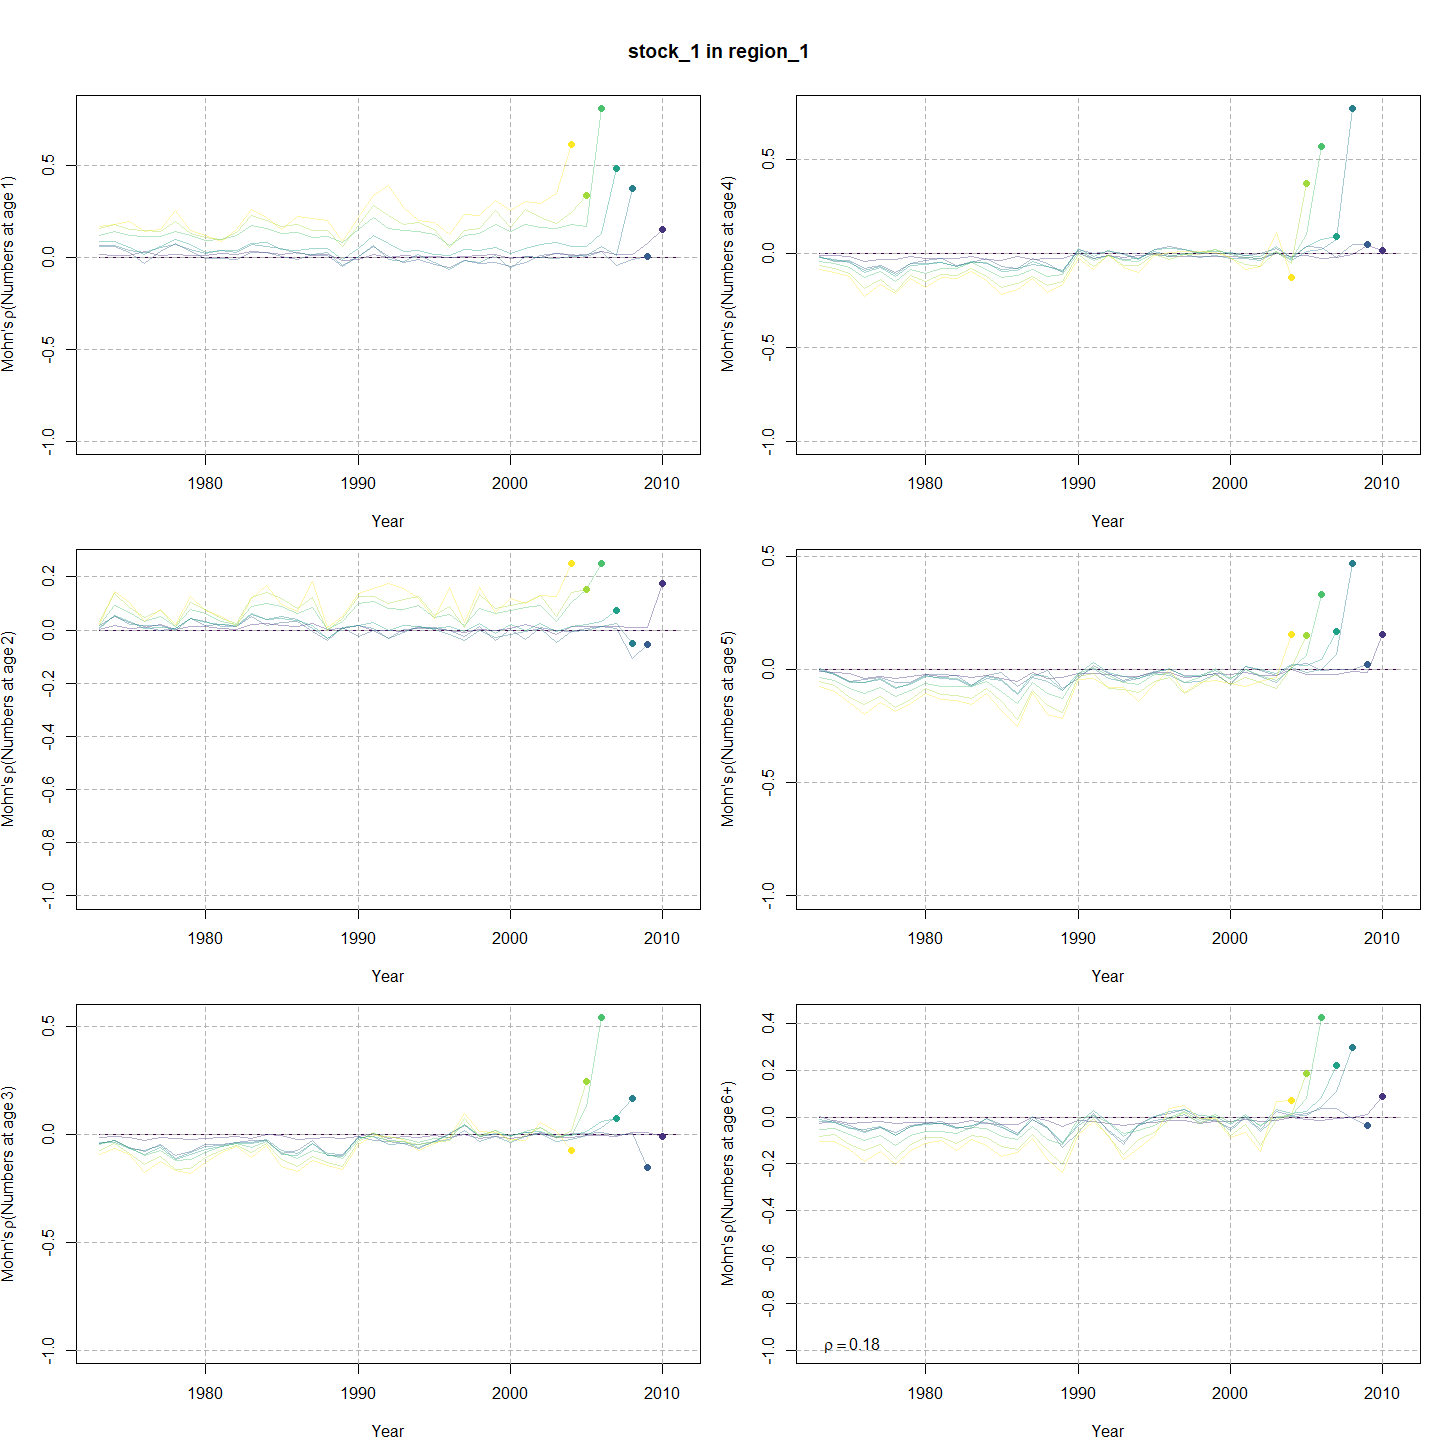 stock_1 in region_1
Mohn's ρ(Numbers at age 1)
0.5
0.0
-0.5
-1.0
1980 1990 2000 2010
Year
Mohn's ρ(Numbers at age 4)
0.5
0.0
-0.5
-1.0
1980 1990 2000 2010
Year
Mohn's ρ(Numbers at age 2)
0.2
0.0
-0.2
-0.4
-0.6
-0.8
-1.0
1980 1990 2000 2010
Year
Mohn's ρ(Numbers at age 5)
0.5
0.0
-0.5
-1.0
1980 1990 2000 2010
Year
Mohn's ρ(Numbers at age 3)
0.5
0.0
-0.5
-1.0
1980 1990 2000 2010
Year
Mohn's ρ(Numbers at age 6+)
0.4
0.2
0.0
-0.2
-0.4
-0.6
-0.8
-1.0
ρ = 0.18
1980 1990 2000 2010
Year